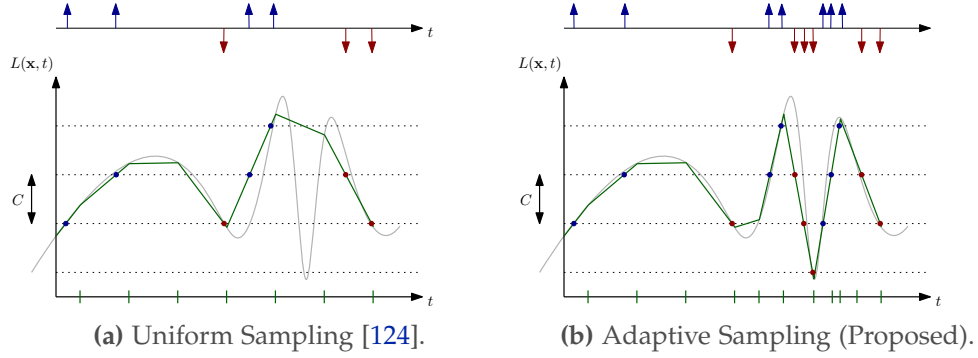 t
t
L(x, t)
L(x, t)
C
C
t
t
(a) Uniform Sampling [124].
(b) Adaptive Sampling (Proposed).